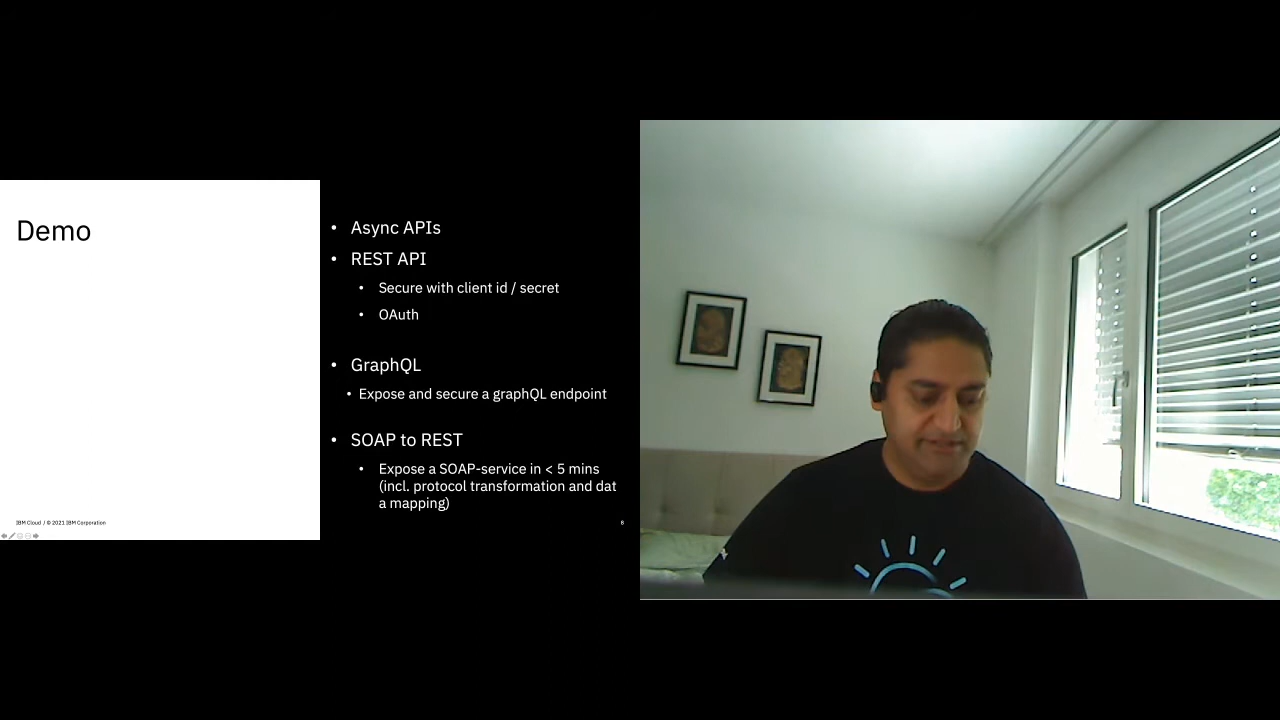 Demo
• Async APIs
• REST API
• Secure with client id / secret
• OAuth
• GraphQL
• Expose and secure a graphQL endpoint
• SOAP to REST
• Expose a SOAP-service in < 5 mins
(incl. protocol transformation and dat
a mapping)
IBM Cloud / © 2021 IBM Corporation
8